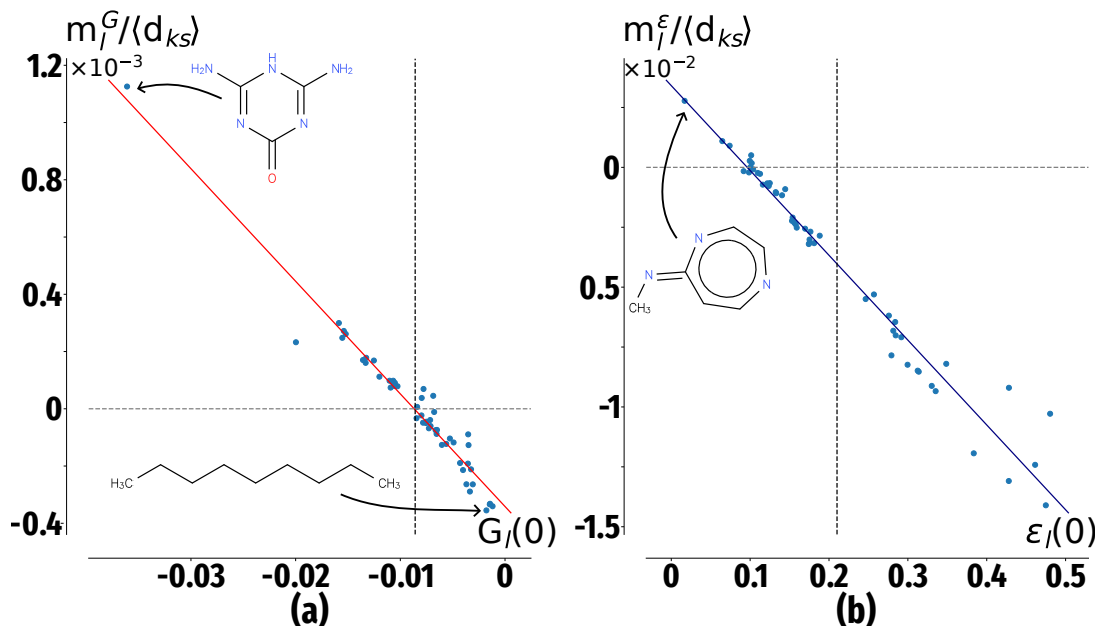 m_l^G/⟨d_ks⟩
×10⁻³
1.2
0.8
0.4
0
-0.4
H₂N
H
N
NH₂
N
N
O
H₃C
CH₃
G_l(0)
-0.03
-0.02
-0.01
0
(a)
m_l^ε/⟨d_ks⟩
×10⁻²
0
0.5
-1
-1.5
N
N
N
CH₃
ε_l(0)
0
0.1
0.2
0.3
0.4
0.5
(b)